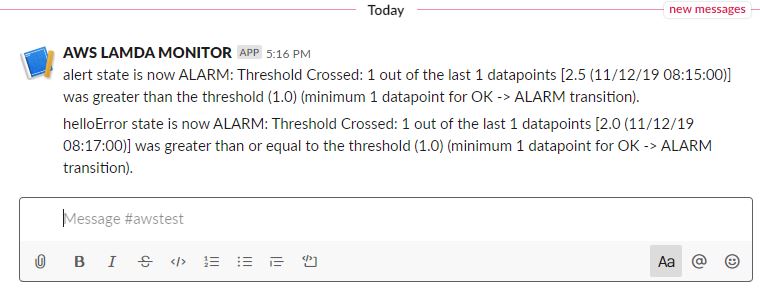 Today
new messages
AWS LAMDA MONITOR APP 5:16 PM
alert state is now ALARM: Threshold Crossed: 1 out of the last 1 datapoints [2.5 (11/12/19 08:15:00)]
was greater than the threshold (1.0) (minimum 1 datapoint for OK -> ALARM transition).
helloError state is now ALARM: Threshold Crossed: 1 out of the last 1 datapoints [2.0 (11/12/19
08:17:00)] was greater than or equal to the threshold (1.0) (minimum 1 datapoint for OK -> ALARM
transition).
Message #awstest
B I S </> Aa @